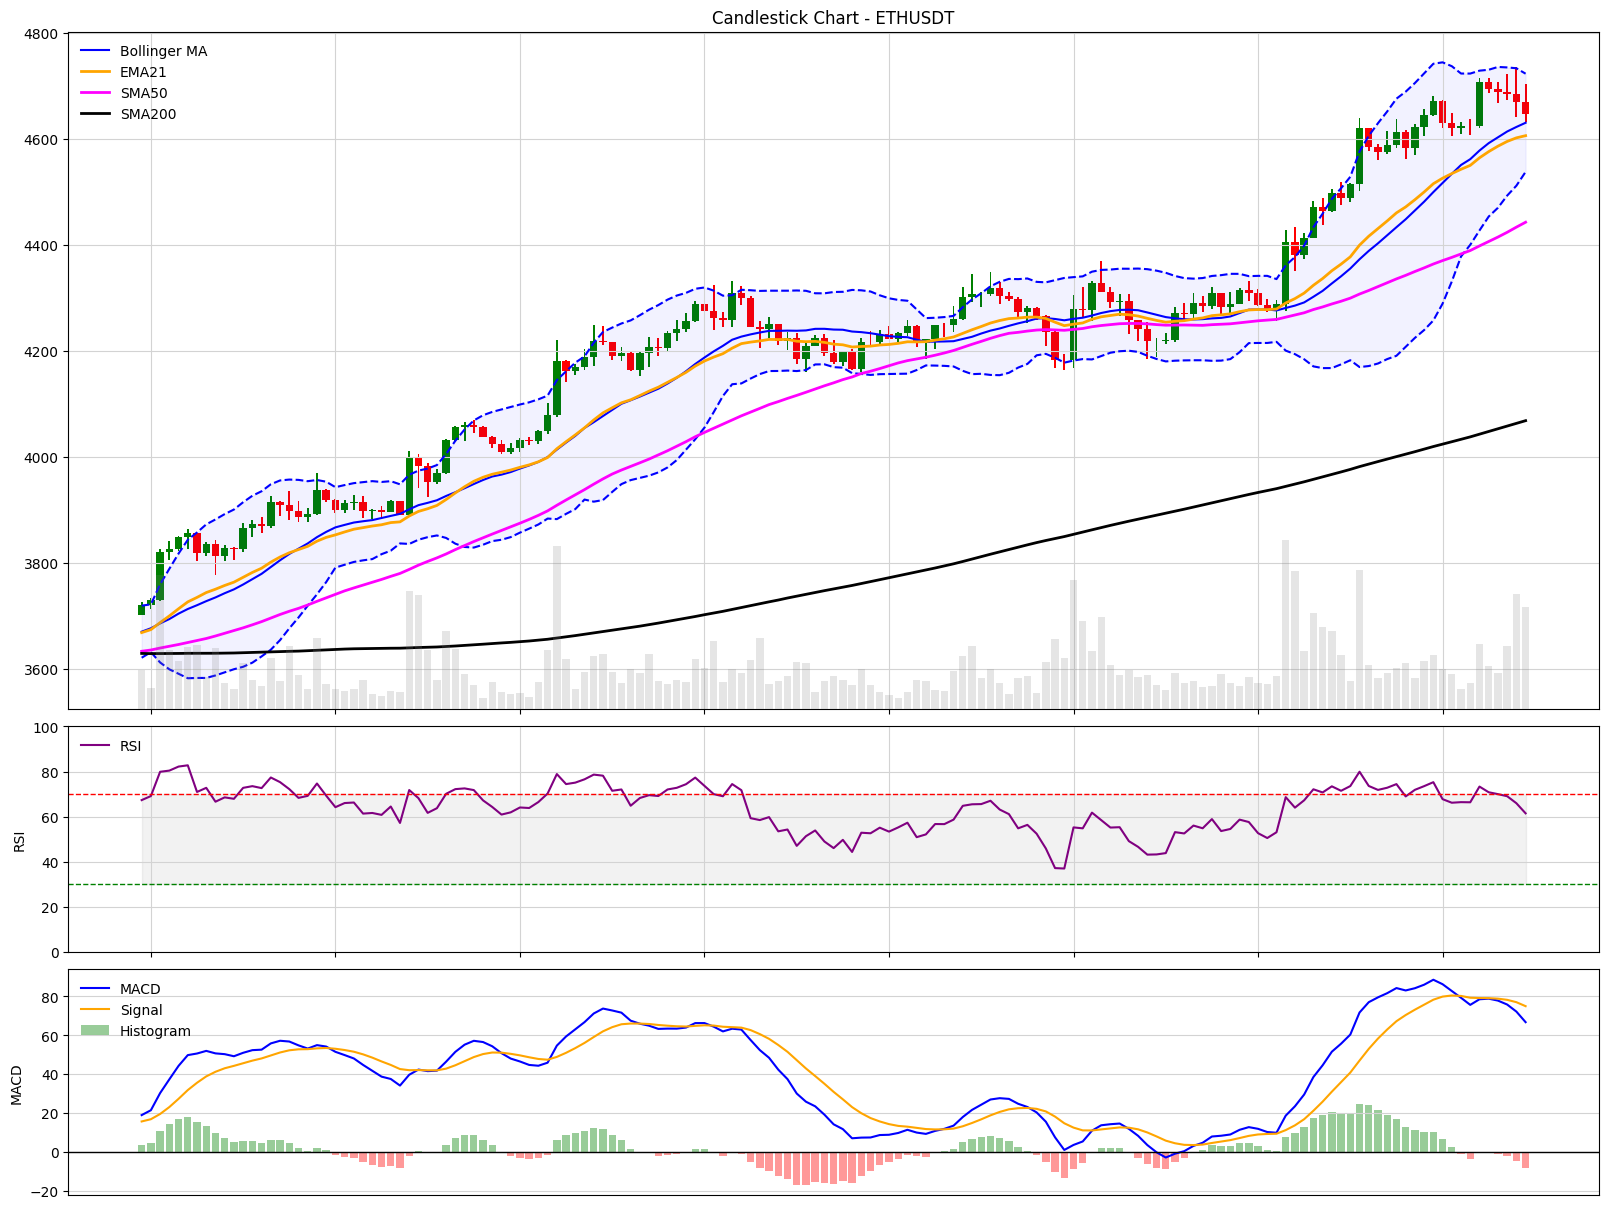 Candlestick Chart - ETHUSDT
4800
Bollinger MA
EMA21
SMA50
SMA200
4600
4400
4200
4000
3800
3600
100
RSI
80
60
RSI
40
20
0
MACD
80
Signal
Histogram
60
40
MACD
20
0
−20